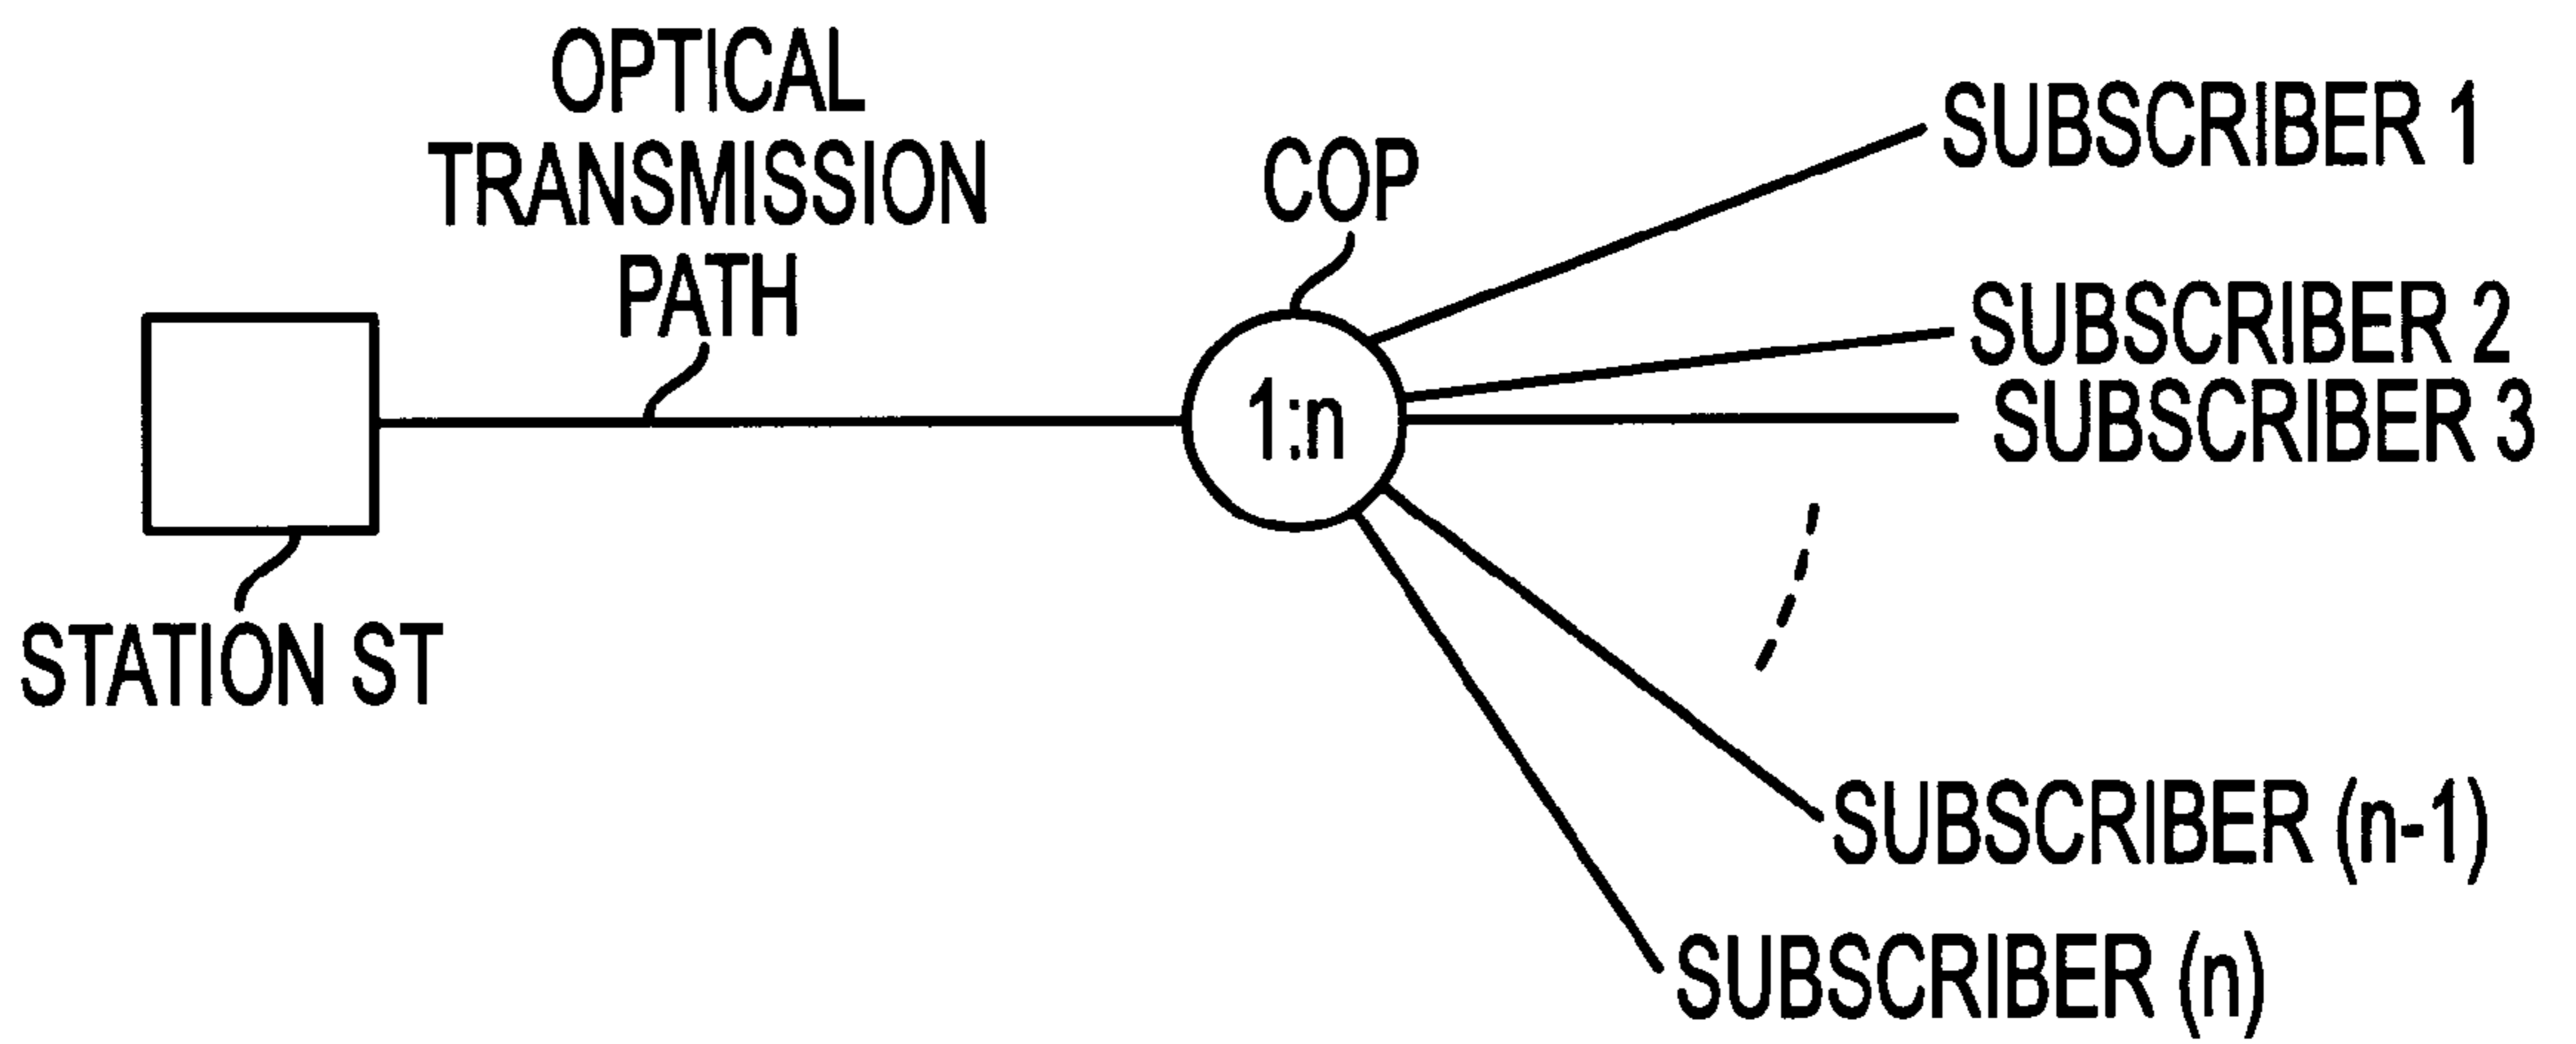 OPTICAL
TRANSMISSION
PATH
STATION ST
COP
1:n
SUBSCRIBER 1
SUBSCRIBER 2
SUBSCRIBER 3
SUBSCRIBER (n-1)
SUBSCRIBER (n)